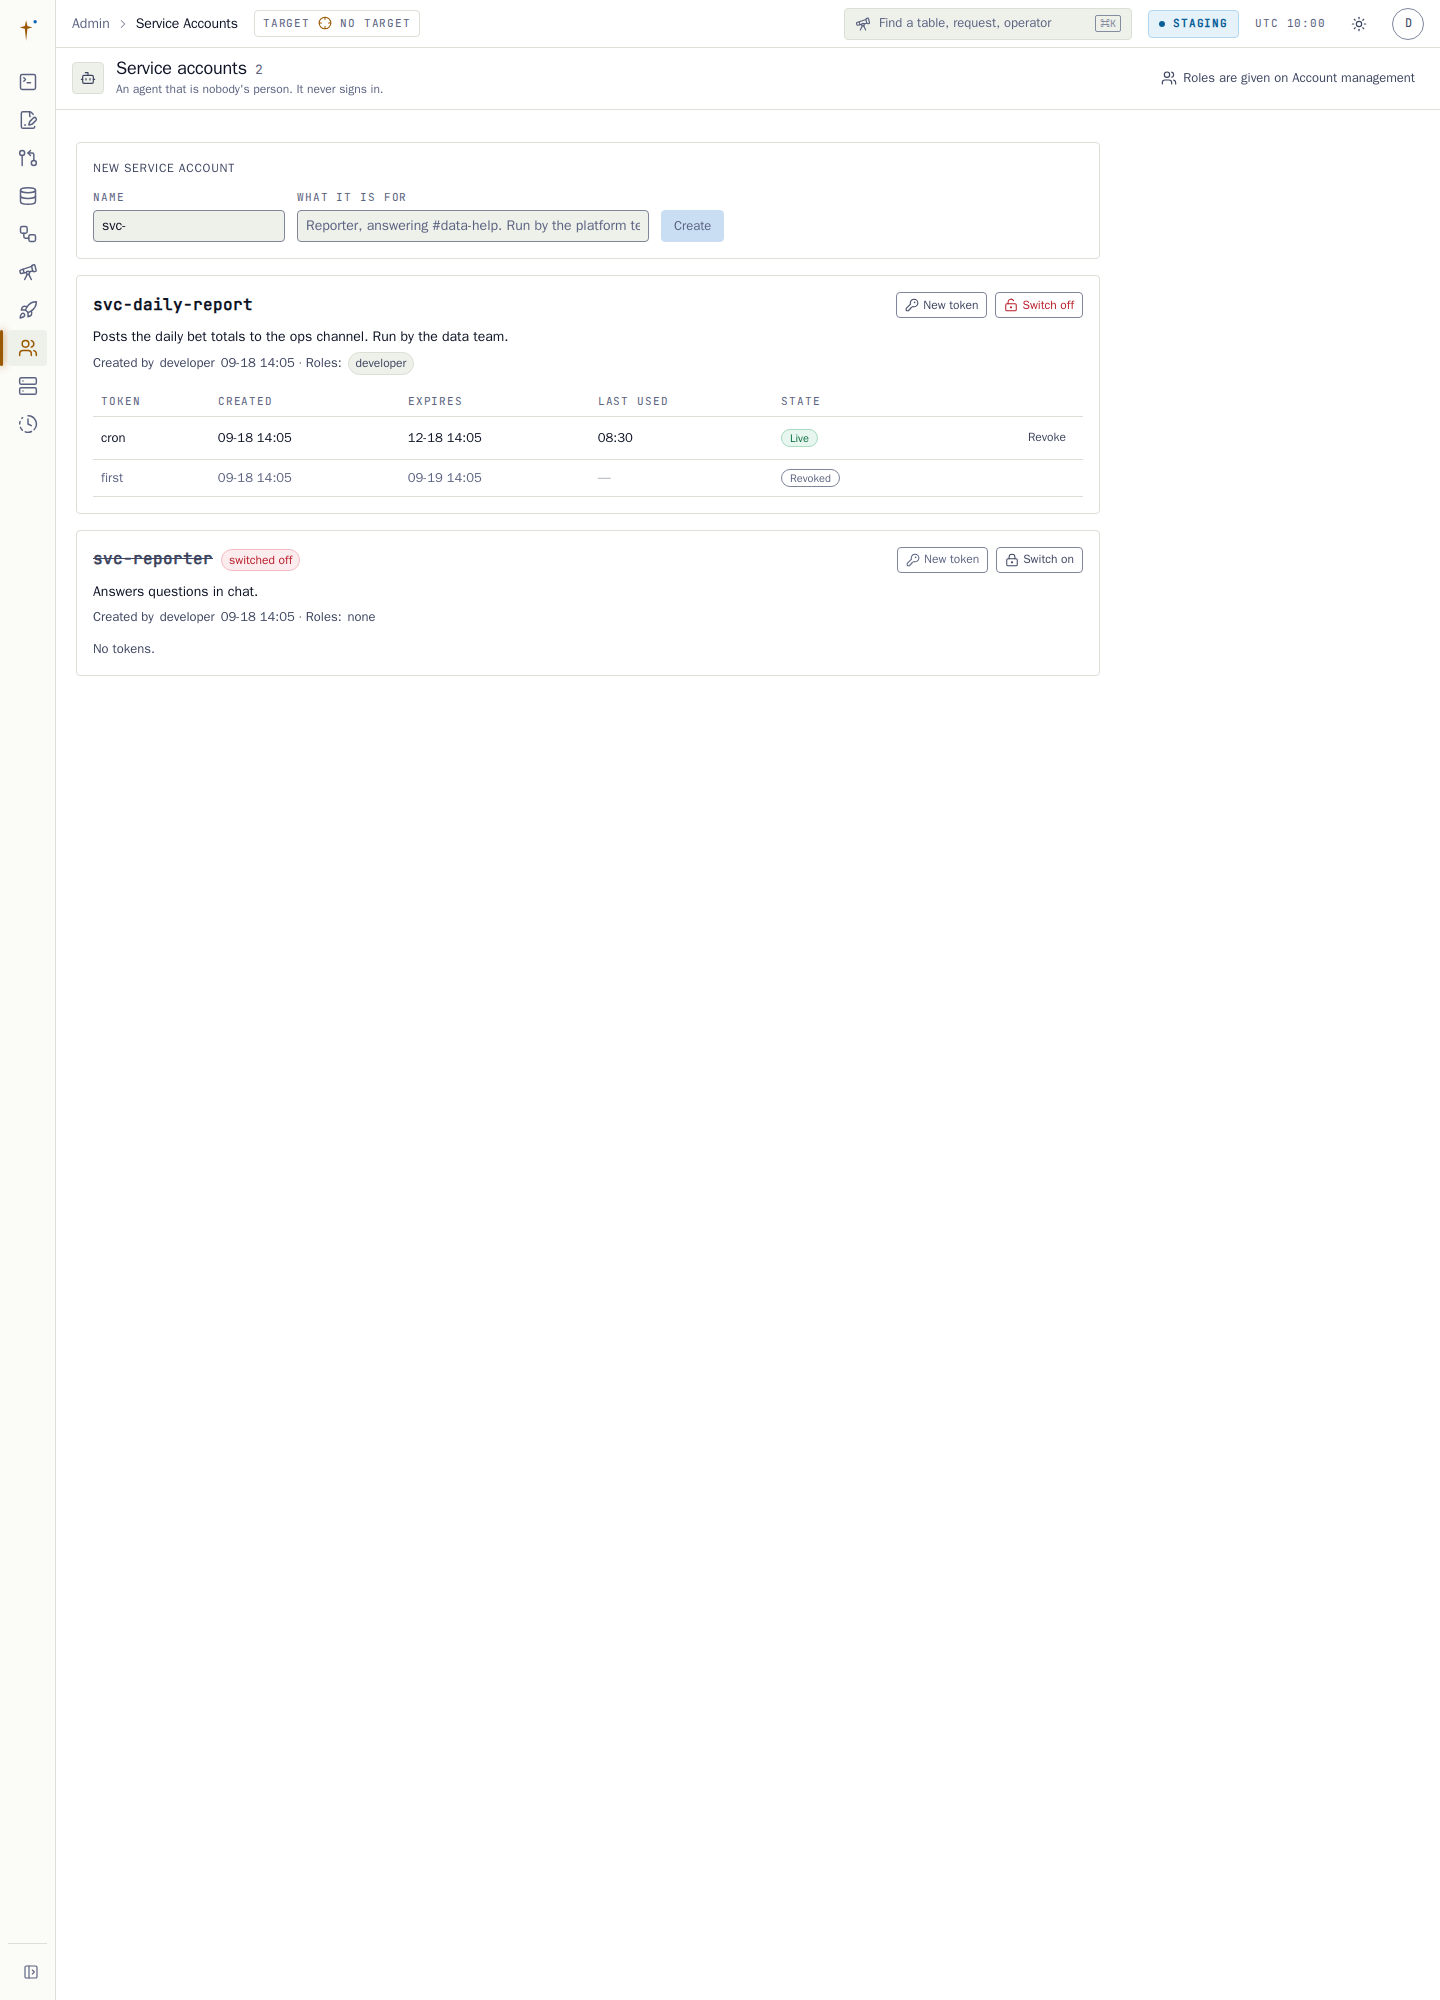 Admin > Service Accounts TARGET NO TARGET Find a table, request, operator ⌘K STAGING UTC 10:00 D
Service accounts 2
An agent that is nobody's person. It never signs in.
Roles are given on Account management
NEW SERVICE ACCOUNT
NAME WHAT IT IS FOR
svc- Reporter, answering #data-help. Run by the platform te Create
svc-daily-report New token Switch off
Posts the daily bet totals to the ops channel. Run by the data team.
Created by developer 09-18 14:05 · Roles: developer
TOKEN CREATED EXPIRES LAST USED STATE
cron 09-18 14:05 12-18 14:05 08:30 Live Revoke
first 09-18 14:05 09-19 14:05 — Revoked
svc-reporter switched off New token Switch on
Answers questions in chat.
Created by developer 09-18 14:05 · Roles: none
No tokens.